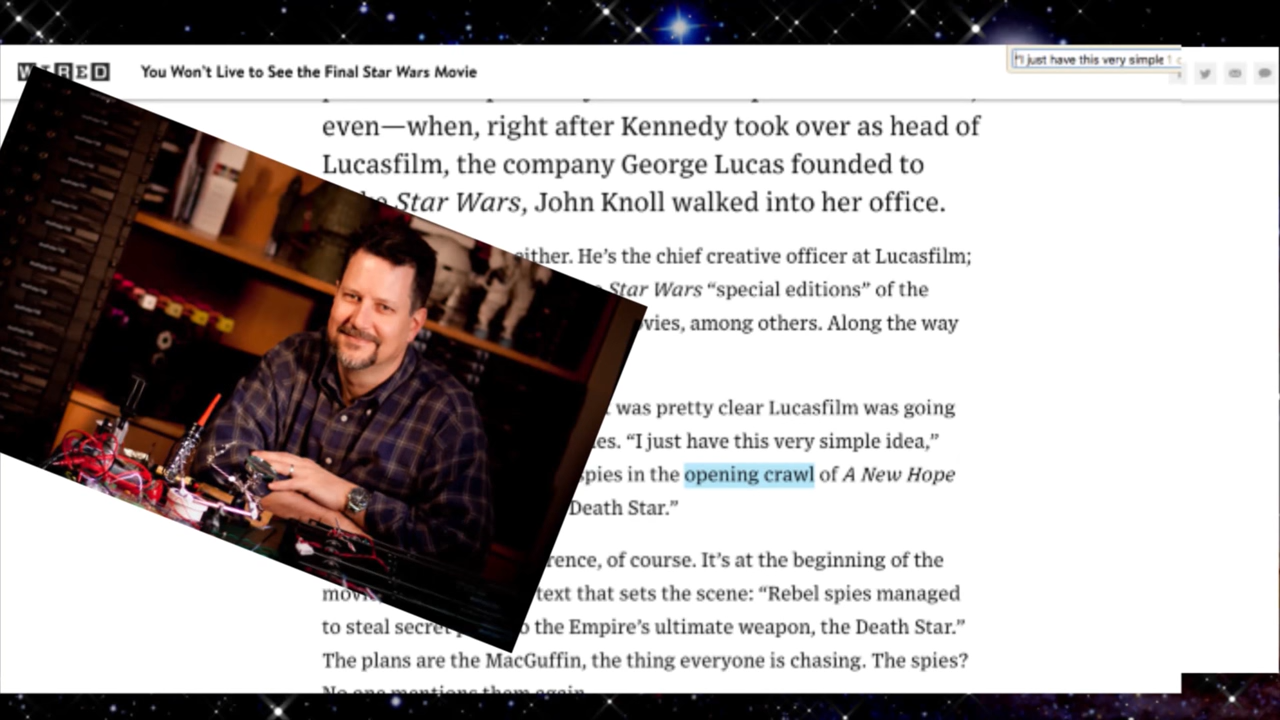 WIRED
You Won't Live to See the Final Star Wars Movie
"I just have this very simple
even—when, right after Kennedy took over as head of
Lucasfilm, the company George Lucas founded to
Star Wars, John Knoll walked into her office.
either. He's the chief creative officer at Lucasfilm;
Star Wars "special editions" of the
among others. Along the way
was pretty clear Lucasfilm was going
"I just have this very simple idea,"
spies in the opening crawl of A New Hope
Death Star."
of course. It's at the beginning of the
text that sets the scene: "Rebel spies managed
to steal secret the Empire's ultimate weapon, the Death Star."
The plans are the MacGuffin, the thing everyone is chasing. The spies?
No one mentions them again.